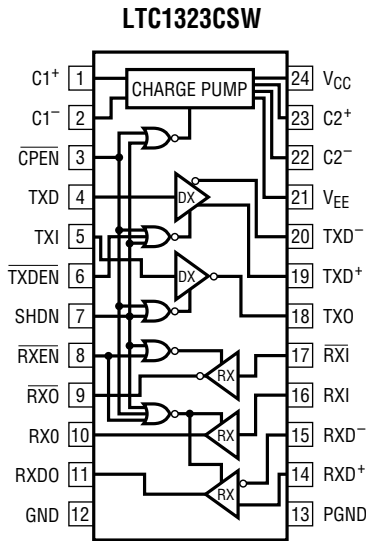 LTC1323CSW
C1+ 1
C1– 2
CPEN 3
TXD 4
TXI 5
TXDEN 6
SHDN 7
RXEN 8
RXO 9
RX0 10
RXDO 11
GND 12
CHARGE PUMP
DX
DX
RX
RX
RX
24 VCC
23 C2+
22 C2–
21 VEE
20 TXD–
19 TXD+
18 TXO
17 RXI
16 RXI
15 RXD–
14 RXD+
13 PGND